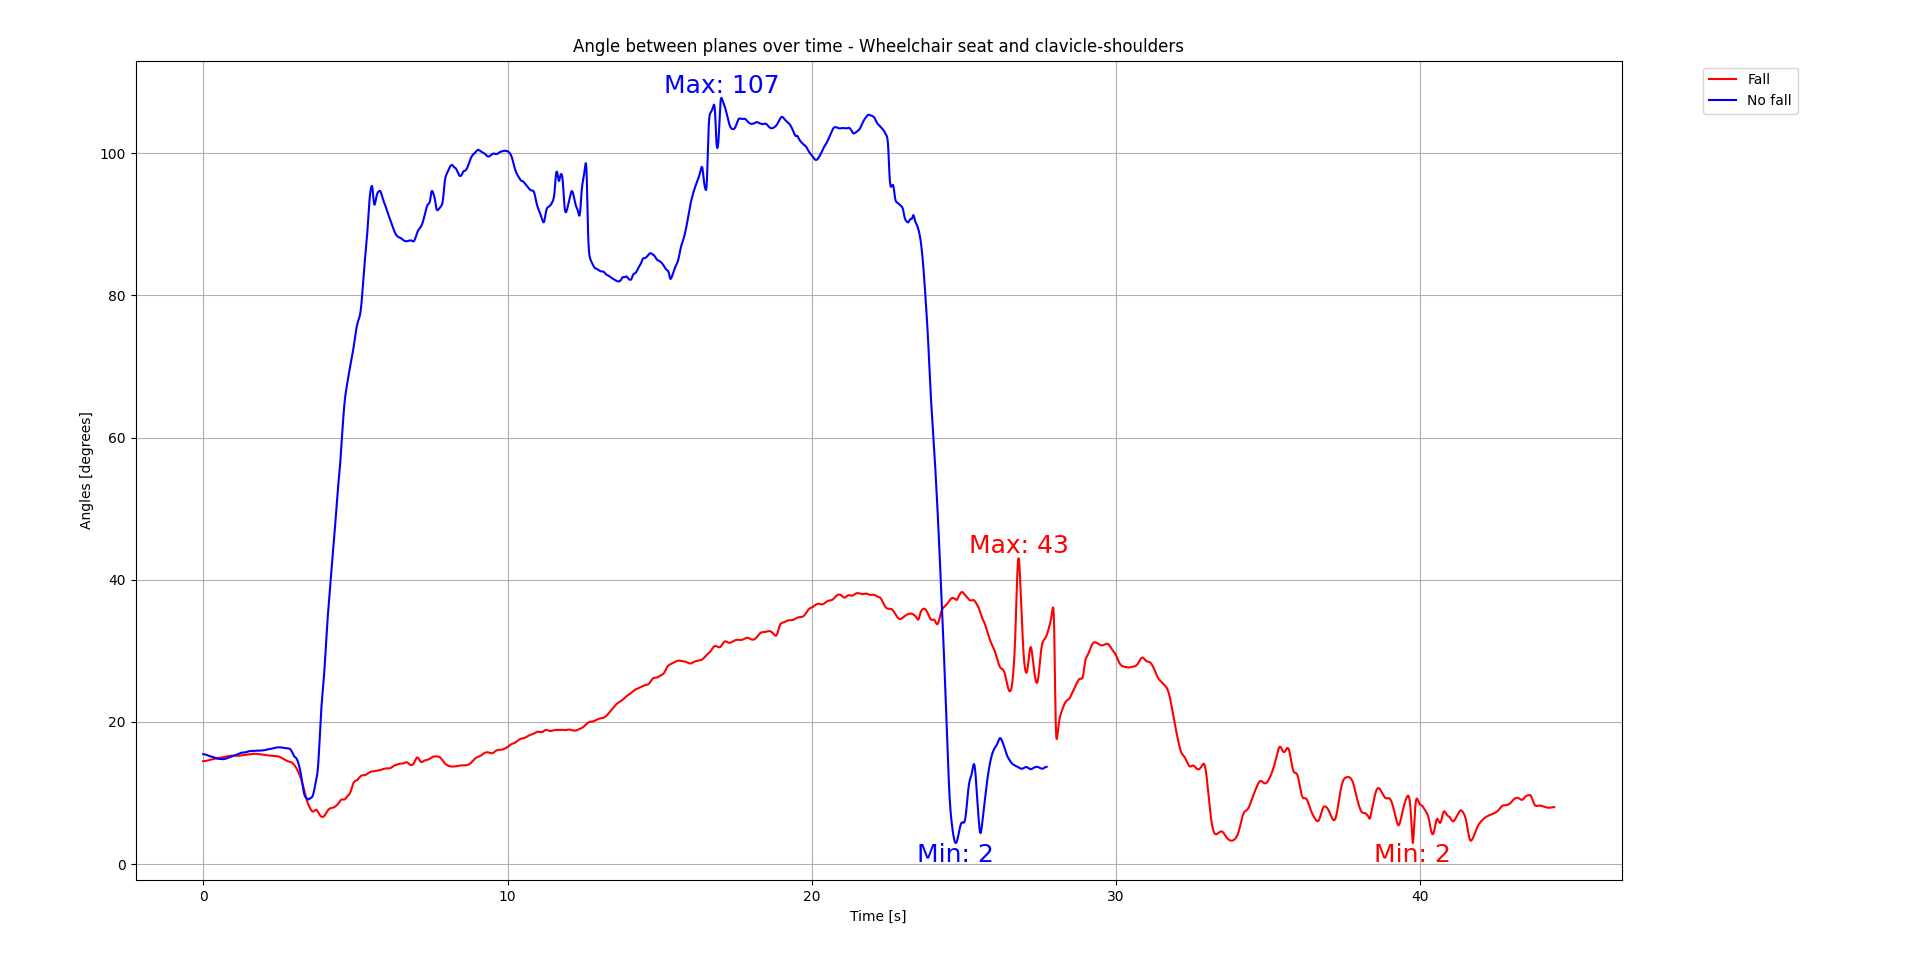 Angle between planes over time - Wheelchair seat and clavicle-shoulders
Fall
No fall
Max: 107
Max: 43
Min: 2
Min: 2
Angles [degrees]
100
80
60
40
20
0
0
10
20
30
40
Time [s]